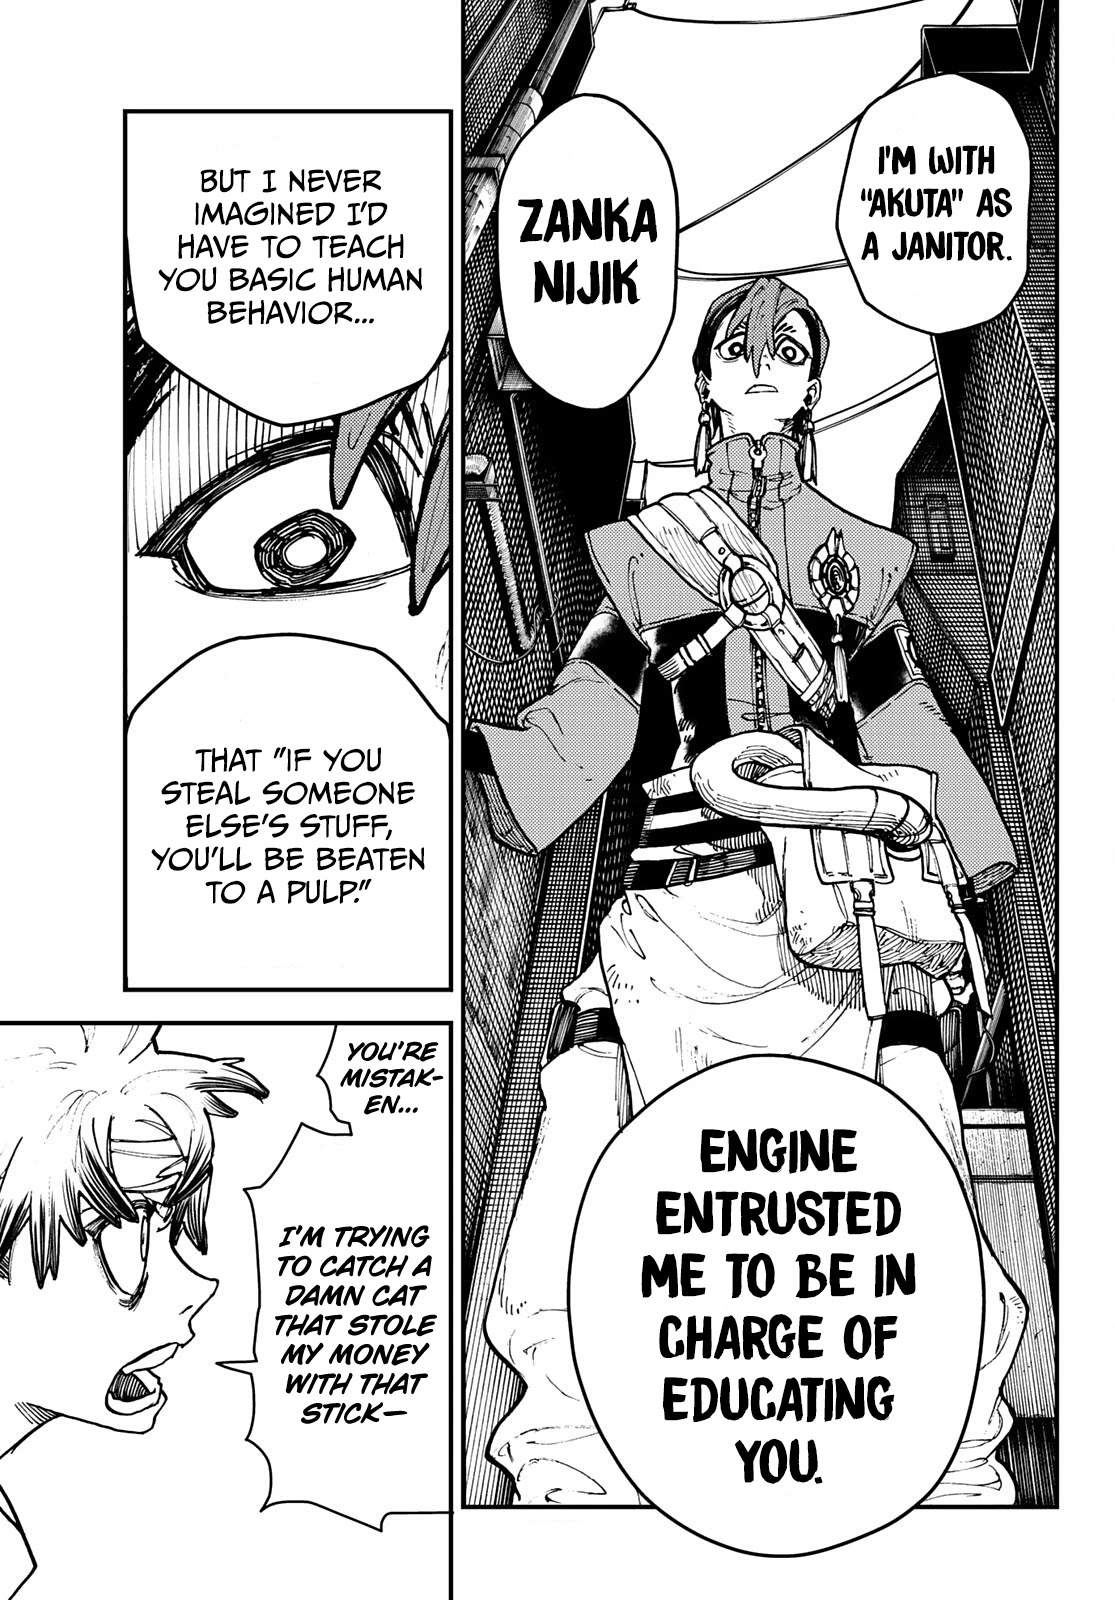 I'M WITH
"AKUTA" AS
A JANITOR.
ZANKA
NIJIK
ENGINE
ENTRUSTED
ME TO BE IN
CHARGE OF
EDUCATING
YOU.
BUT I NEVER
IMAGINED I'D
HAVE TO TEACH
YOU BASIC HUMAN
BEHAVIOR...
THAT "IF YOU
STEAL SOMEONE
ELSE'S STUFF,
YOU'LL BE BEATEN
TO A PULP."
YOU'RE
MISTAK-
EN...
I'M TRYING
TO CATCH A
DAMN CAT
THAT STOLE
MY MONEY
WITH THAT
STICK—